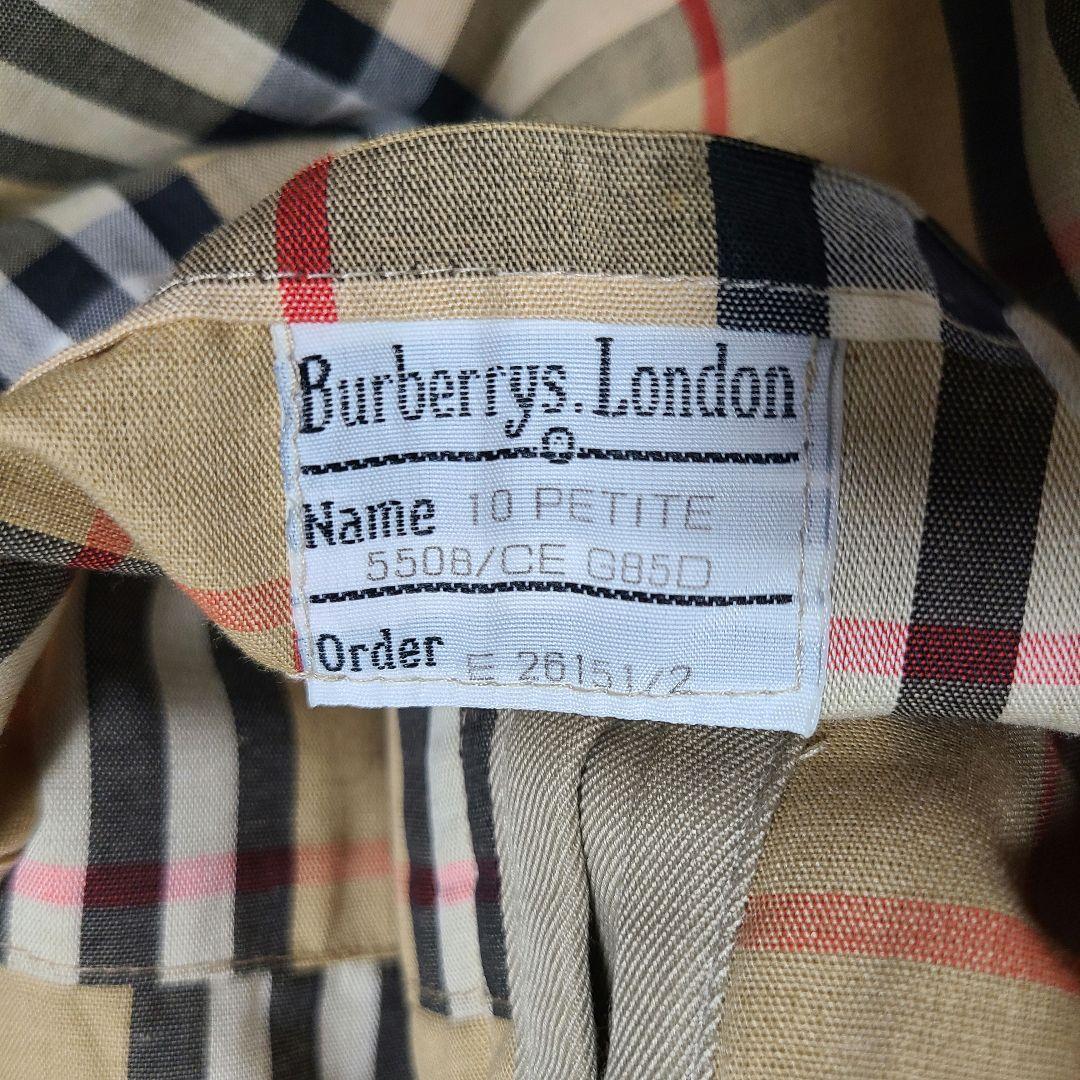 Burberrys. London
Name 10 PETITE
5508/CE G85D
Order E 26151/2